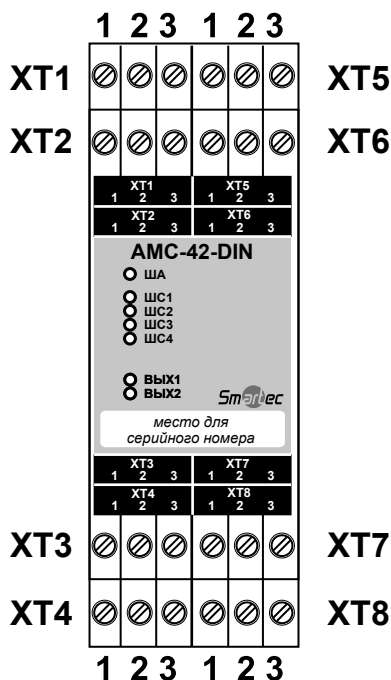 1 2 3 1 2 3
XT1 XT5
XT2 XT6
XT1 XT5
1 2 3 1 2 3
XT2 XT6
1 2 3 1 2 3
AMC-42-DIN
ША
ШС1
ШС2
ШС3
ШС4
ВЫХ1
ВЫХ2
Smartec
место для
серийного номера
XT3 XT7
1 2 3 1 2 3
XT4 XT8
1 2 3 1 2 3
XT3 XT7
XT4 XT8
1 2 3 1 2 3